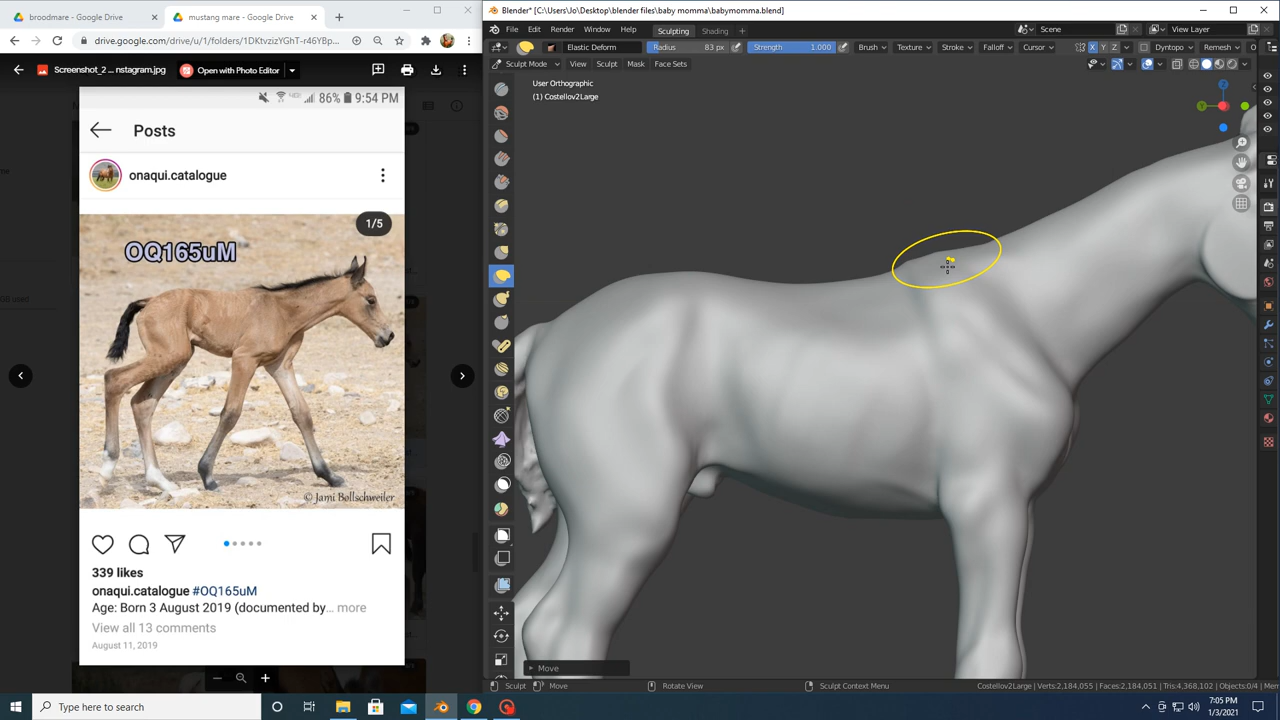 broodmare - Google Drive
mustang mare - Google Drive
drive.google.com/drive/u/1/folders/1DKtvzizYGhT-r46YBp...
Screenshot_2 ... nstagram.jpg
Open with Photo Editor
86% 9:54 PM
Posts
onaqui.catalogue
1/5
OQ165uM
© Jami Bollschweiler
339 likes
onaqui.catalogue #OQ165uM
Age: Born 3 August 2019 (documented by... more
View all 13 comments
August 11, 2019
Blender* [C:\Users\Jo\Desktop\blender files\baby momma\babymomma.blend]
File Edit Render Window Help Sculpting Shading Scene View Layer
Elastic Deform Radius 83 px Strength 1.000 Brush Texture Stroke Falloff Cursor X Y Z Dyntopo Remesh
Sculpt Mode View Sculpt Mask Face Sets
User Orthographic
(1) Costellov2Large
Z
Y
Move
Sculpt Move Rotate View Sculpt Context Menu Costellov2Large | Verts:2,184,055 | Faces:2,184,051 | Tris:4,368,102 | Objects:0/4 | Mem
Type here to search
7:05 PM
1/3/2021